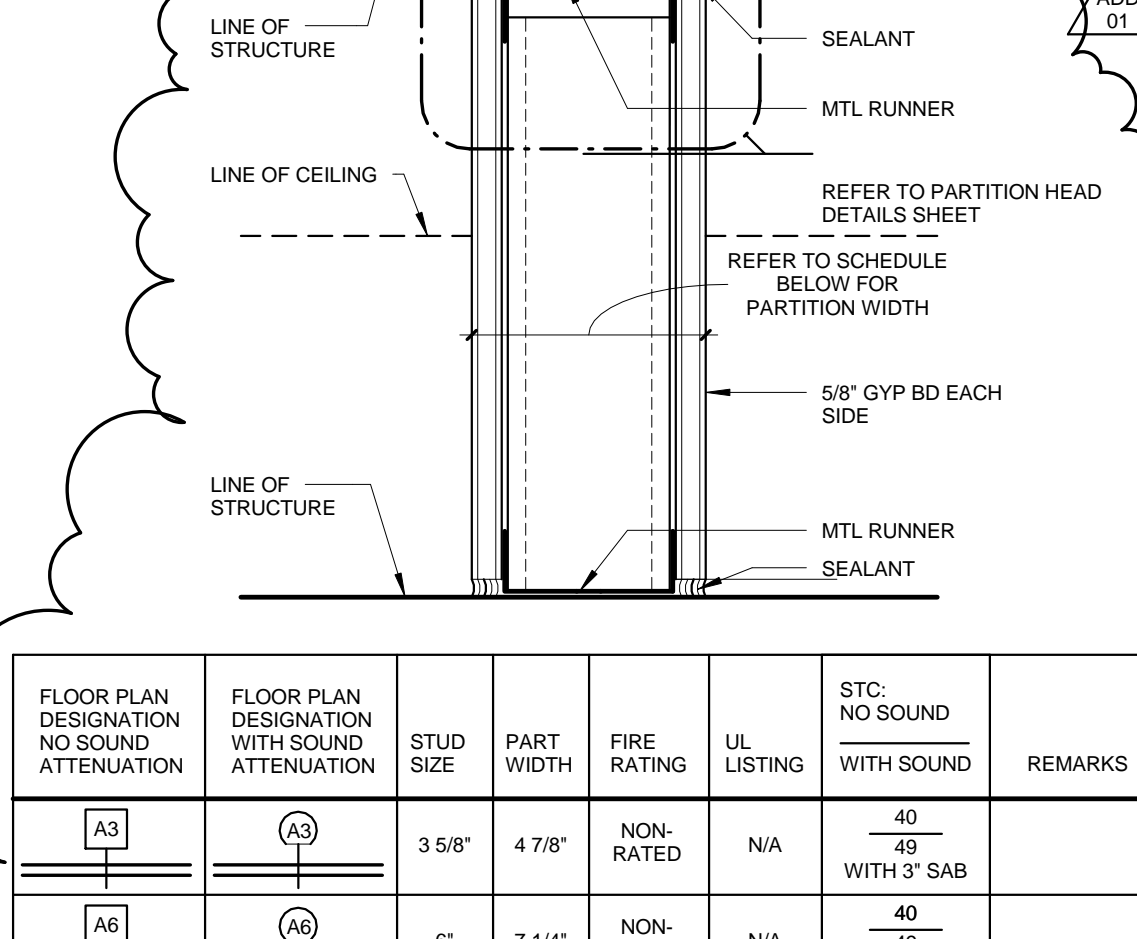 ADD
01
LINE OF
STRUCTURE
SEALANT
MTL RUNNER
LINE OF CEILING
REFER TO PARTITION HEAD
DETAILS SHEET
REFER TO SCHEDULE
BELOW FOR
PARTITION WIDTH
5/8" GYP BD EACH
SIDE
LINE OF
STRUCTURE
MTL RUNNER
SEALANT
FLOOR PLAN
DESIGNATION
NO SOUND
ATTENUATION
FLOOR PLAN
DESIGNATION
WITH SOUND
ATTENUATION
STUD
SIZE
PART
WIDTH
FIRE
RATING
UL
LISTING
STC:
NO SOUND
WITH SOUND
REMARKS
A3
A3
3 5/8"
4 7/8"
NON-
RATED
N/A
40
49
WITH 3" SAB
A6
A6
6"
7 1/4"
NON-
N/A
40